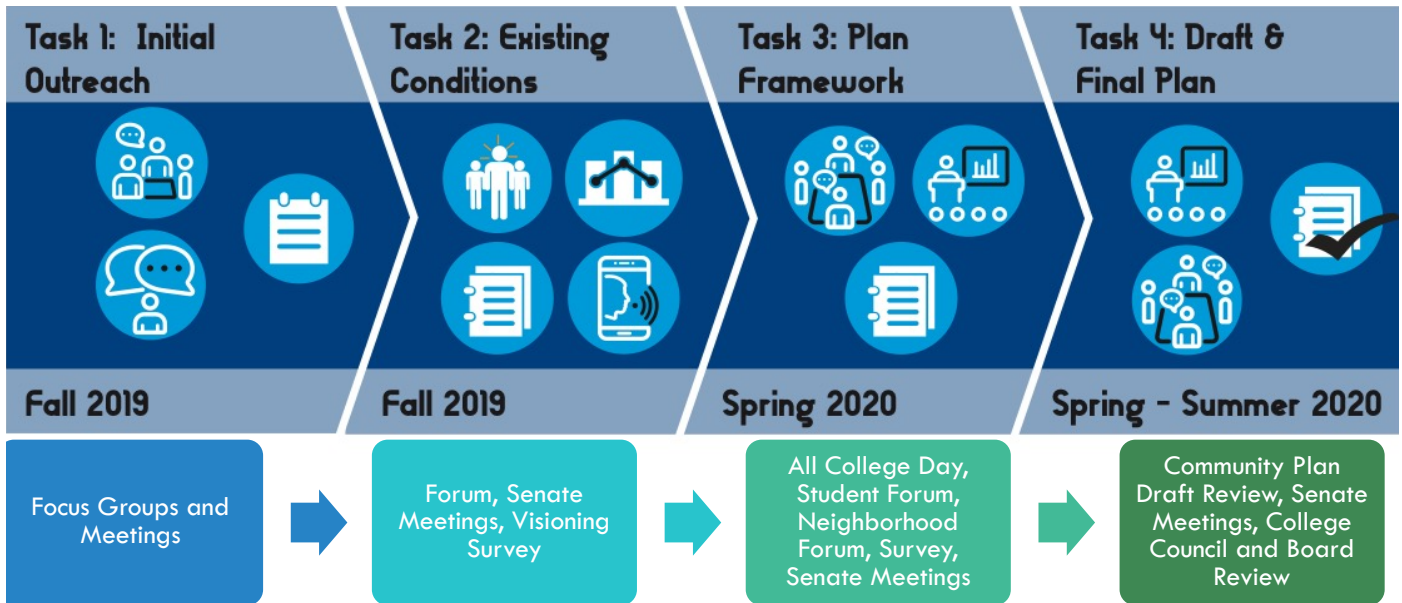 Task 1: Initial
Outreach
Task 2: Existing
Conditions
Task 3: Plan
Framework
Task 4: Draft &
Final Plan
Fall 2019
Fall 2019
Spring 2020
Spring - Summer 2020
Focus Groups and
Meetings
Forum, Senate
Meetings, Visioning
Survey
All College Day,
Student Forum,
Neighborhood
Forum, Survey,
Senate Meetings
Community Plan
Draft Review, Senate
Meetings, College
Council and Board
Review